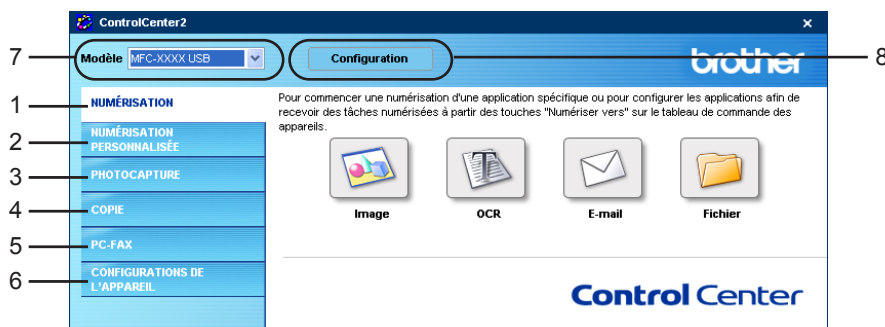 ControlCenter2
7
Modèle MFC-XXXX USB
Configuration
brother
8
1
NUMÉRISATION
2
NUMÉRISATION
PERSONNALISÉE
3
PHOTOCAPTURE
4
COPIE
5
PC-FAX
6
CONFIGURATIONS DE
L'APPAREIL
Pour commencer une numérisation d'une application spécifique ou pour configurer les applications afin de
recevoir des tâches numérisées à partir des touches "Numériser vers" sur le tableau de commande des
appareils.
Image
OCR
E-mail
Fichier
Control Center